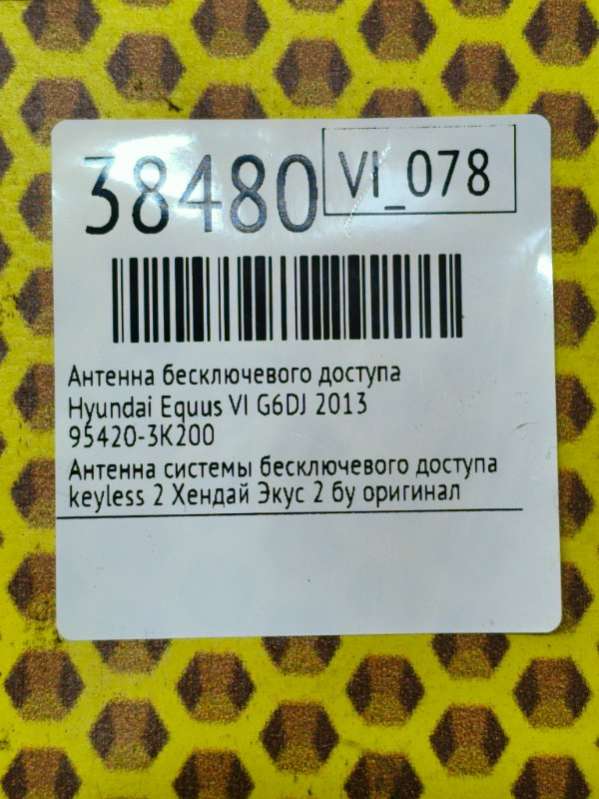 38480
VI_078
Антенна бесключевого доступа
Hyundai Equus VI G6DJ 2013
95420-3K200
Антенна системы бесключевого доступа
keyless 2 Хендай Экус 2 бу оригинал